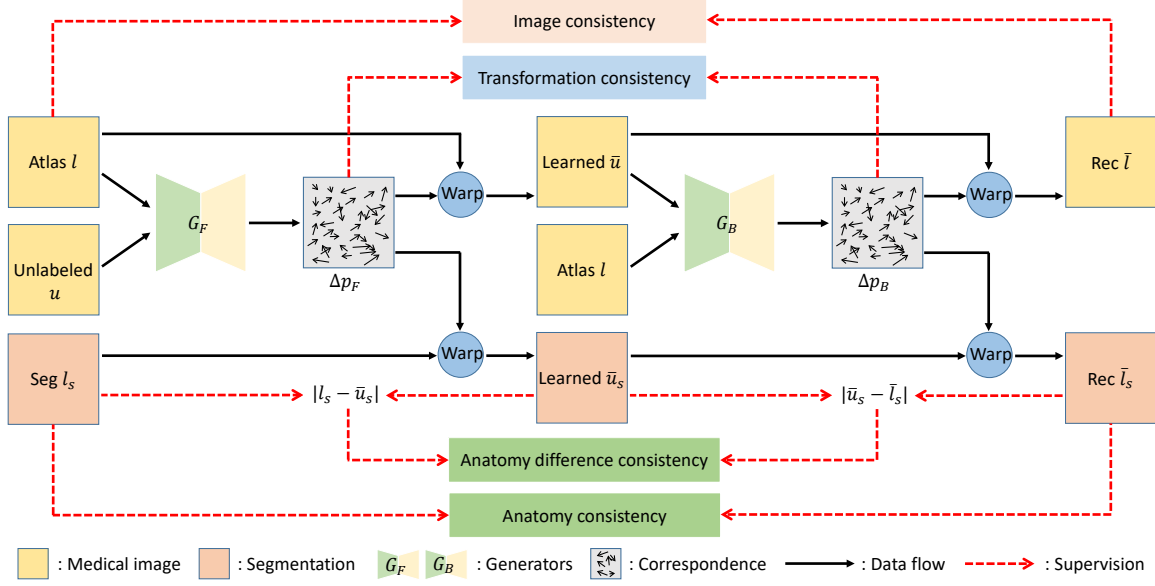 Image consistency
Transformation consistency
Atlas l
Learned ū
Rec l̄
Warp
Warp
G_F
G_B
Unlabeled
u
Atlas l
Δp_F
Δp_B
Warp
Warp
Seg l_s
Learned ū_s
Rec l̄_s
|l_s − ū_s|
|ū_s − l̄_s|
Anatomy difference consistency
Anatomy consistency
: Medical image
: Segmentation
G_F G_B : Generators
: Correspondence
: Data flow
: Supervision